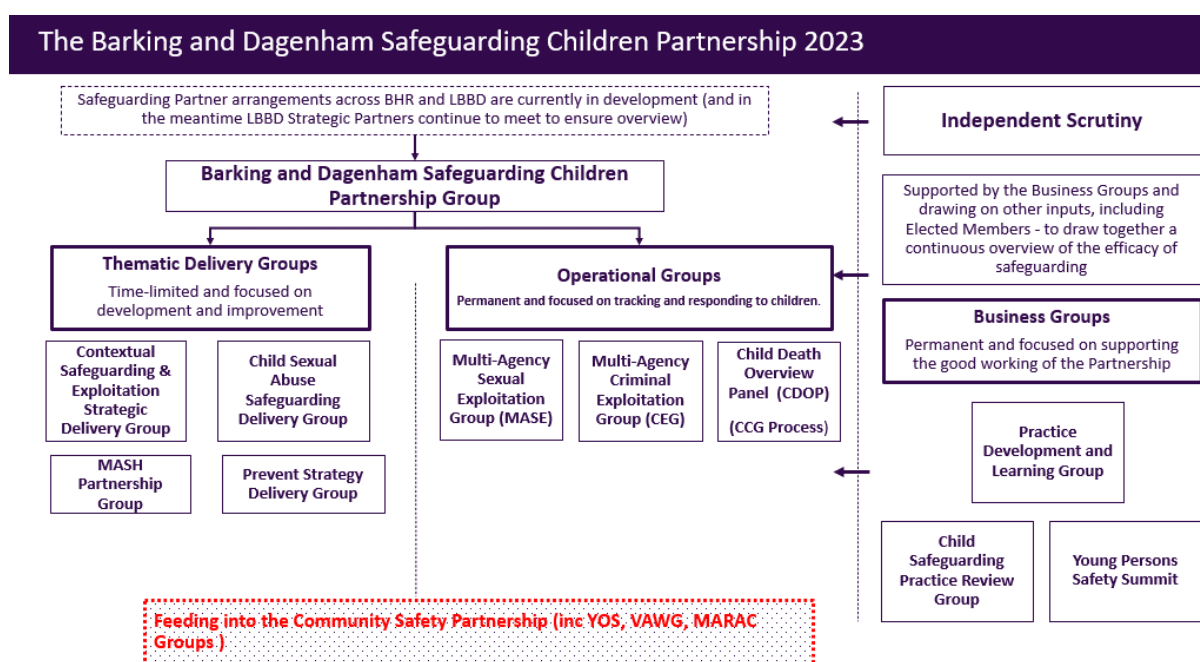 The Barking and Dagenham Safeguarding Children Partnership 2023
Safeguarding Partner arrangements across BHR and LBBD are currently in development (and in
the meantime LBBD Strategic Partners continue to meet to ensure overview)
Barking and Dagenham Safeguarding Children
Partnership Group
Thematic Delivery Groups
Time-limited and focused on
development and improvement
Operational Groups
Permanent and focused on tracking and responding to children.
Contextual
Safeguarding &
Exploitation
Strategic
Delivery Group
Child Sexual
Abuse
Safeguarding
Delivery Group
MASH
Partnership
Group
Prevent Strategy
Delivery Group
Multi-Agency
Sexual
Exploitation
Group (MASE)
Multi-Agency
Criminal
Exploitation
Group (CEG)
Child Death
Overview
Panel (CDOP)
(CCG Process)
Independent Scrutiny
Supported by the Business Groups and
drawing on other inputs, including
Elected Members - to draw together a
continuous overview of the efficacy of
safeguarding
Business Groups
Permanent and focused on supporting
the good working of the Partnership
Practice
Development and
Learning Group
Child
Safeguarding
Practice Review
Group
Young Persons
Safety Summit
Feeding into the Community Safety Partnership (inc YOS, VAWG, MARAC
Groups )